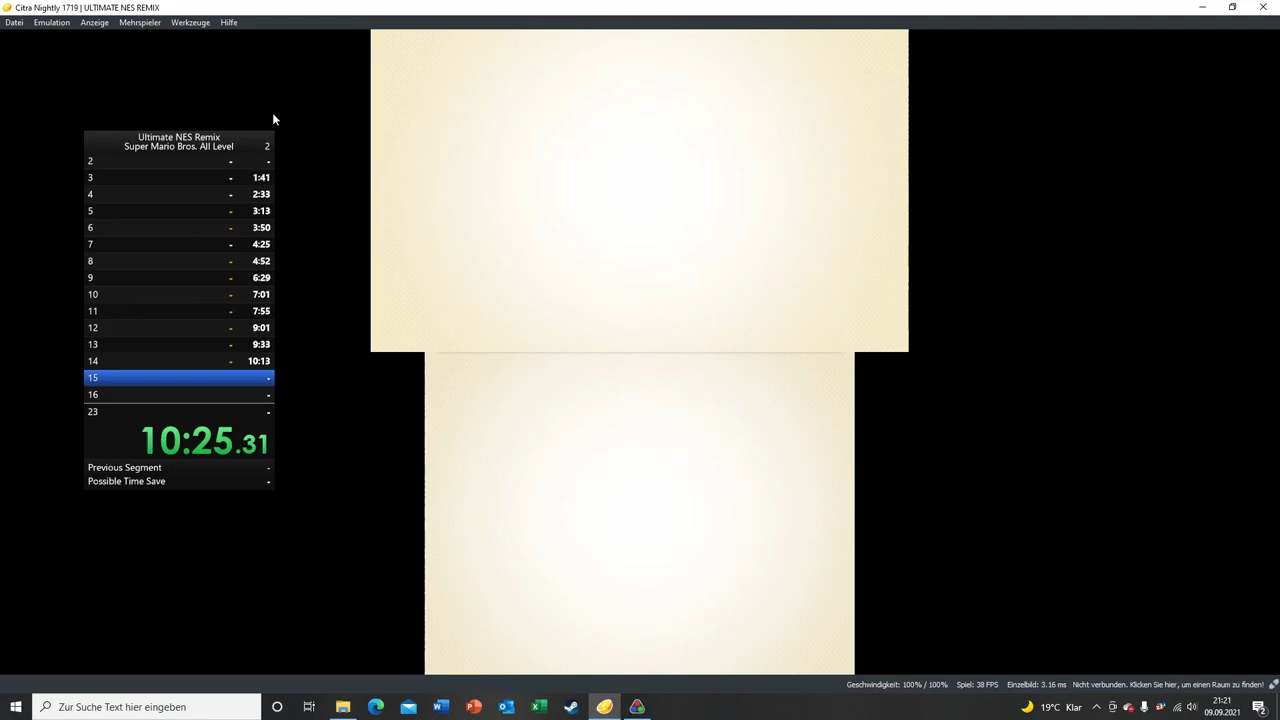 Citra Nightly 1719 | ULTIMATE NES REMIX
Datei Emulation Anzeige Mehrspieler Werkzeuge Hilfe
Ultimate NES Remix
Super Mario Bros. All Level 2
2 - -
3 - 1:41
4 - 2:33
5 - 3:13
6 - 3:50
7 - 4:25
8 - 4:52
9 - 6:29
10 - 7:01
11 - 7:55
12 - 9:01
13 - 9:33
14 - 10:13
15 -
16 -
23 -
10:25.31
Previous Segment -
Possible Time Save -
Geschwindigkeit: 100% / 100% Spiel: 38 FPS Einzelbild: 3.16 ms Nicht verbunden. Klicken Sie hier, um einen Raum zu finden!
Zur Suche Text hier eingeben
19°C Klar
21:21
09.09.2021
2